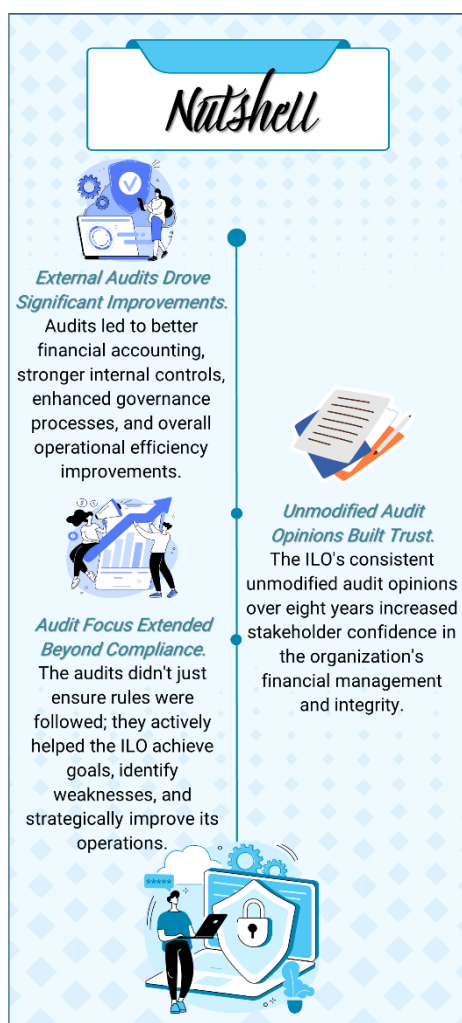 Nutshell
External Audits Drove
Significant Improvements.
Audits led to better
financial accounting,
stronger internal controls,
enhanced governance
processes, and overall
operational efficiency
improvements.
Unmodified Audit
Opinions Built Trust.
The ILO's consistent
unmodified audit opinions
over eight years increased
stakeholder confidence in
the organization's
financial management
and integrity.
Audit Focus Extended
Beyond Compliance.
The audits didn't just
ensure rules were
followed; they actively
helped the ILO achieve
goals, identify
weaknesses, and
strategically improve its
operations.